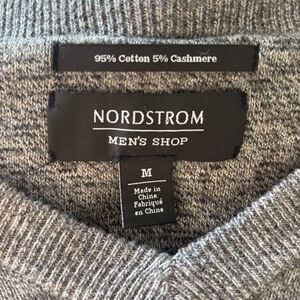 95% Cotton 5% Cashmere
NORDSTROM
MEN'S SHOP
M
Made in
China
Fabriqué
en Chine